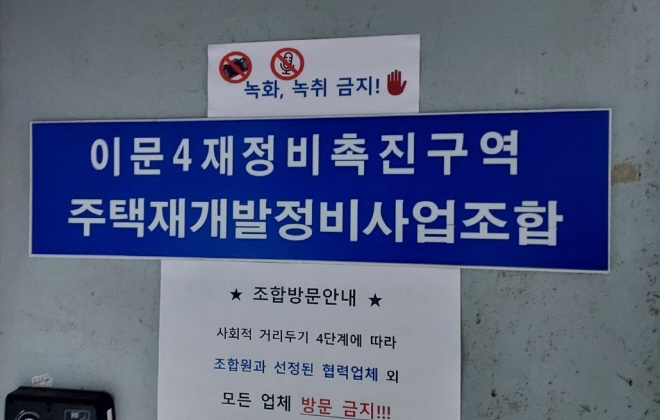 녹화, 녹취 금지!
이문4재정비촉진구역
주택재개발정비사업조합
★ 조합방문안내 ★
사회적 거리두기 4단계에 따라
조합원과 선정된 협력업체 외
모든 업체 방문 금지!!!